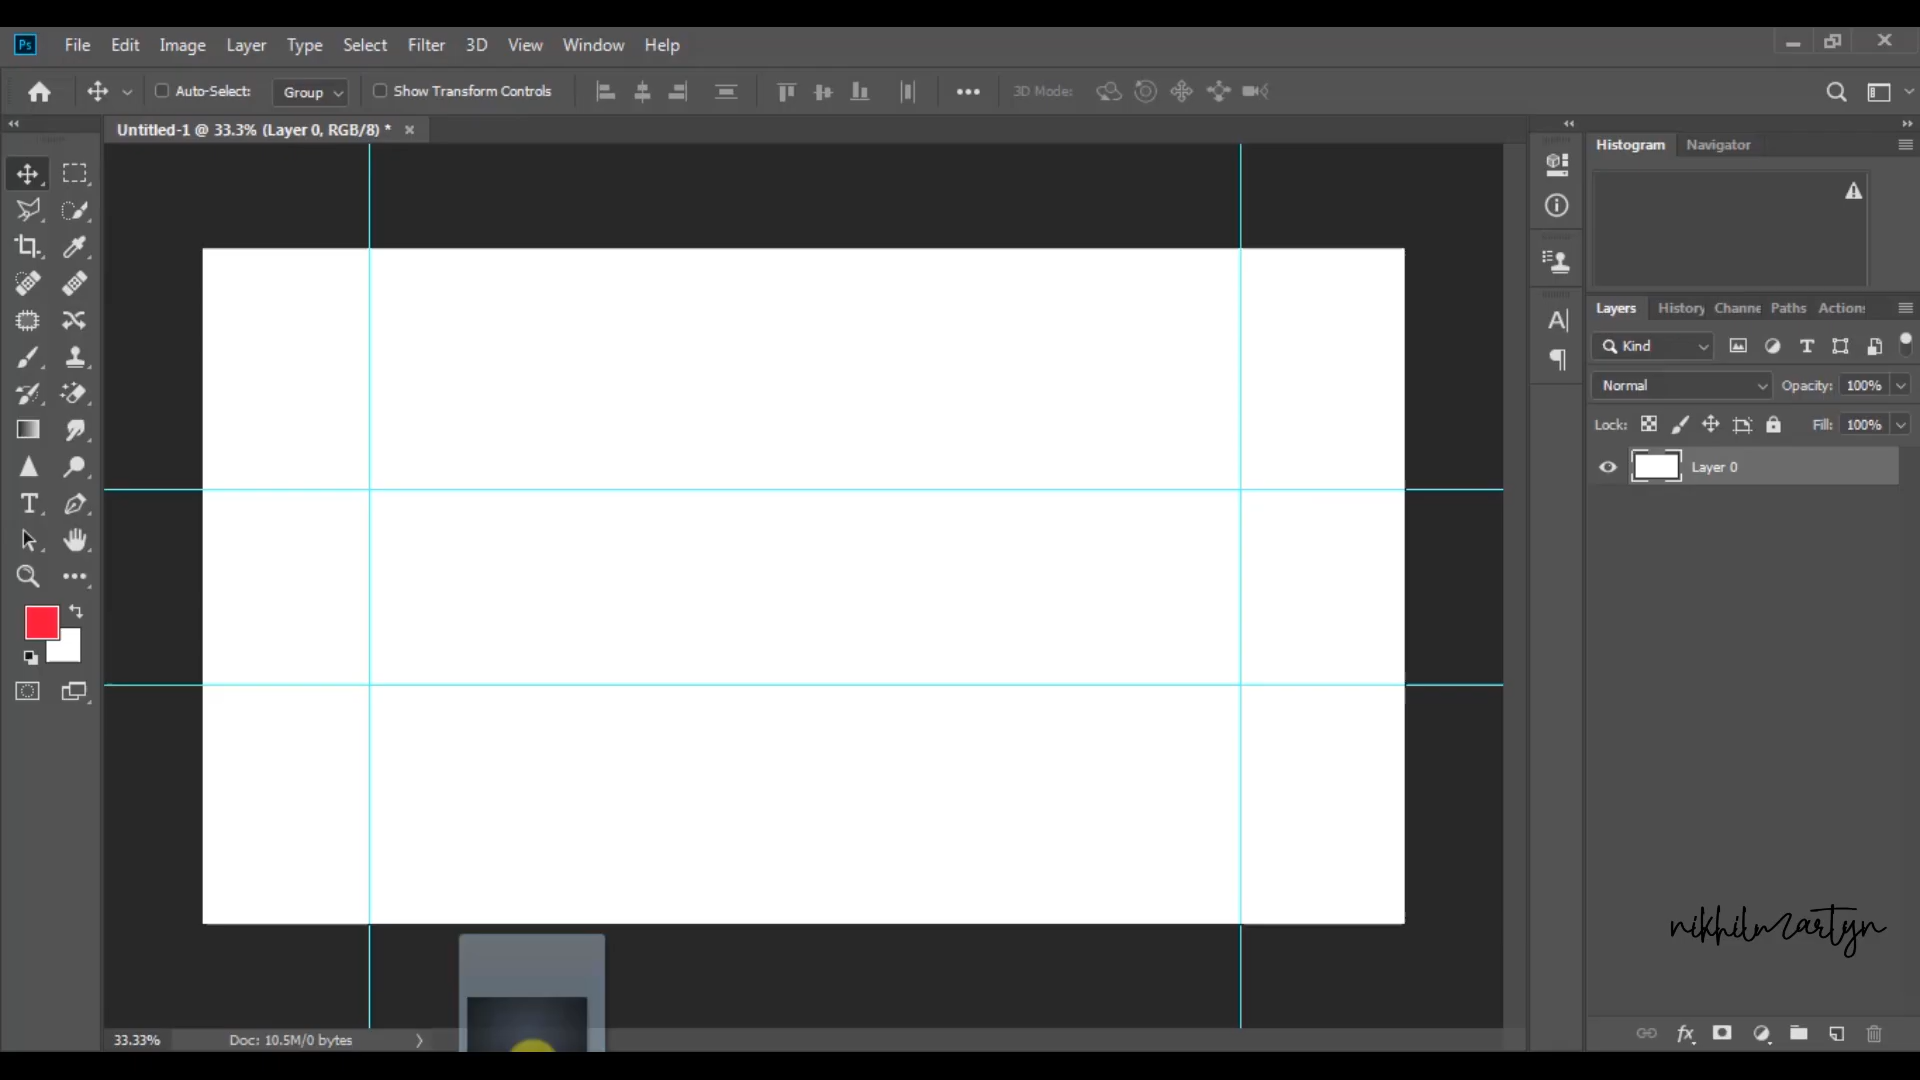 Ps File Edit Image Layer Type Select Filter 3D View Window Help
Auto-Select: Group Show Transform Controls 3D Mode:
Untitled-1 @ 33.3% (Layer 0, RGB/8) *
Histogram Navigator
Layers History Channe Paths Action:
Kind
Normal Opacity: 100%
Lock: Fill: 100%
Layer 0
nikhilmartyn
33.33% Doc: 10.5M/0 bytes